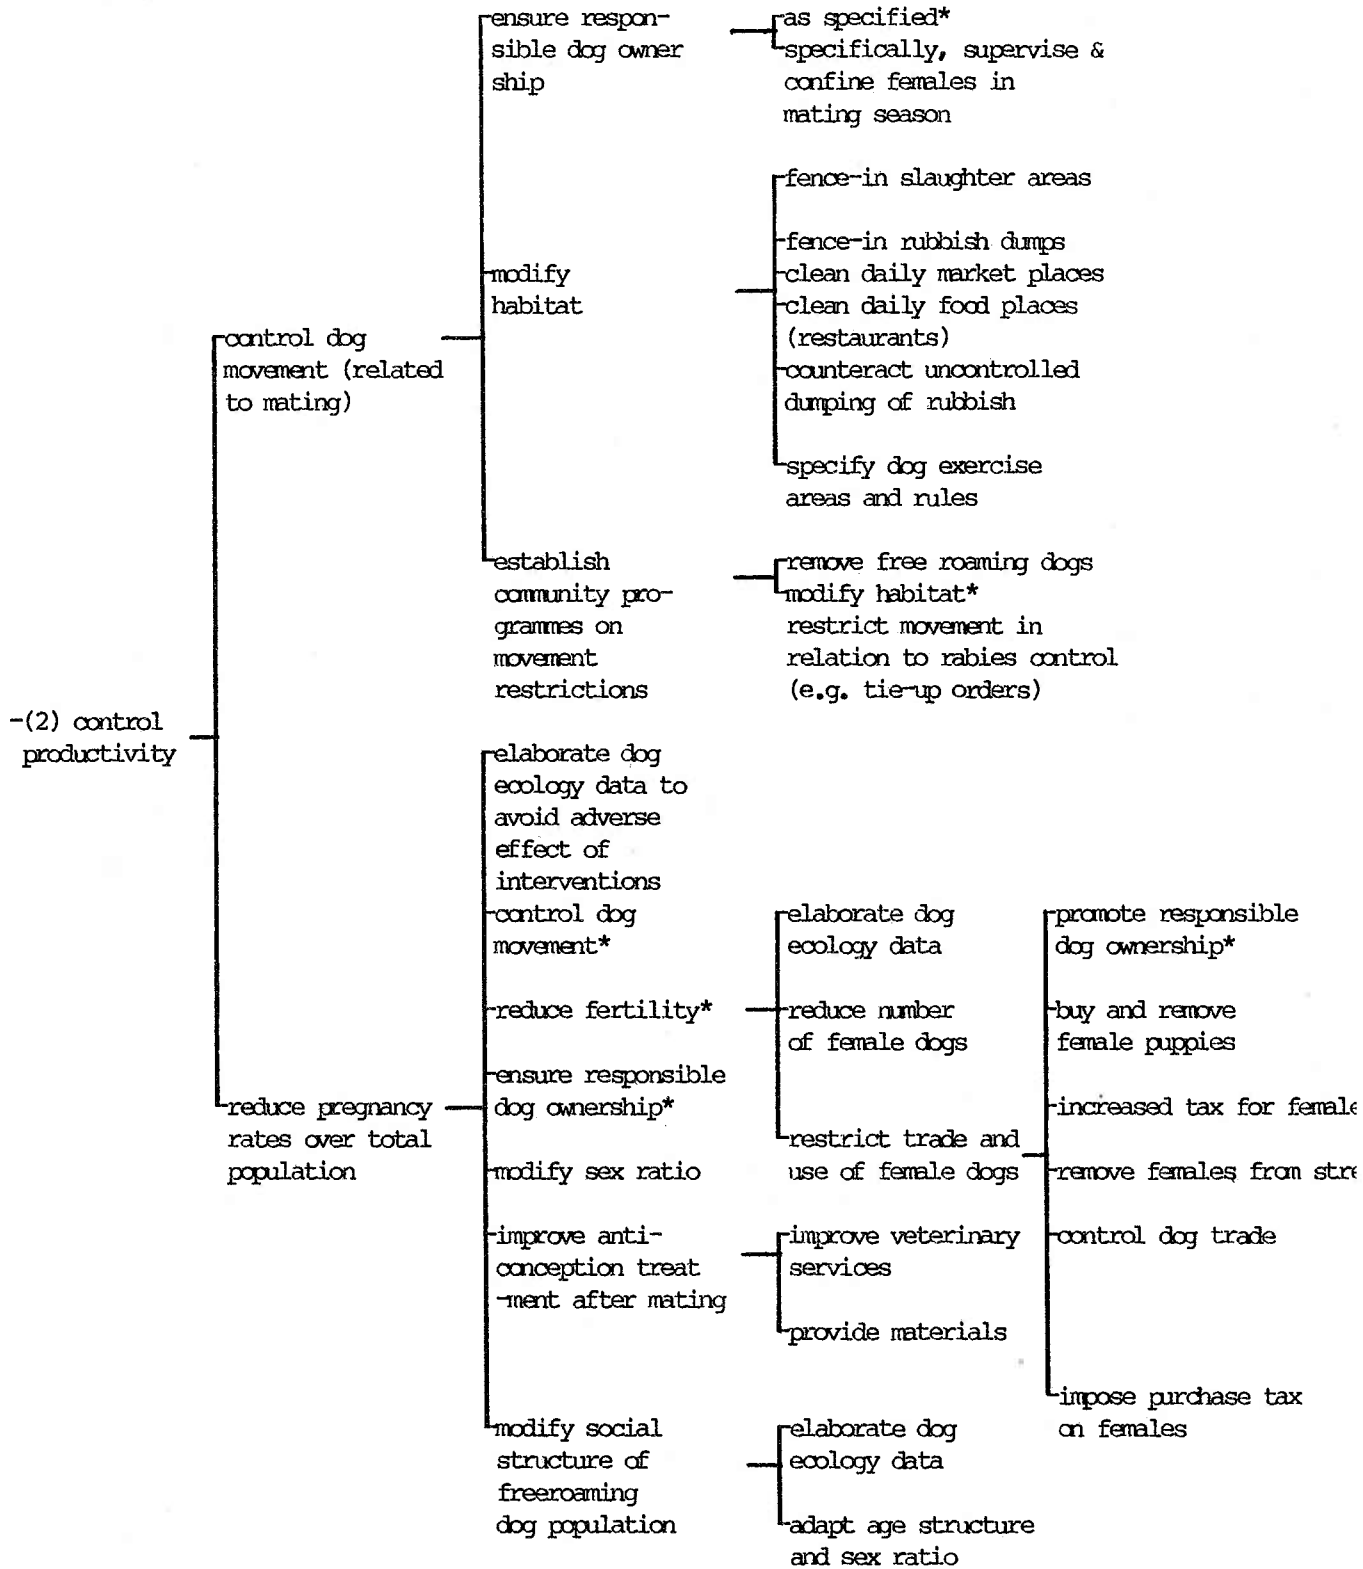 ensure respon-
sible dog owner
ship
as specified*
specifically, supervise &
confine females in
mating season
fence-in slaughter areas
fence-in rubbish dumps
clean daily market places
clean daily food places
(restaurants)
counteract uncontrolled
dumping of rubbish
specify dog exercise
areas and rules
modify
habitat
control dog
movement (related
to mating)
establish
community pro-
grammes on
movement
restrictions
remove free roaming dogs
modify habitat*
restrict movement in
relation to rabies control
(e.g. tie-up orders)
-(2) control
productivity
elaborate dog
ecology data to
avoid adverse
effect of
interventions
control dog
movement*
reduce fertility*
ensure responsible
dog ownership*
modify sex ratio
improve anti-
conception treat
-ment after mating
modify social
structure of
freeroaming
dog population
reduce pregnancy
rates over total
population
elaborate dog
ecology data
reduce number
of female dogs
restrict trade and
use of female dogs
improve veterinary
services
provide materials
elaborate dog
ecology data
adapt age structure
and sex ratio
promote responsible
dog ownership*
buy and remove
female puppies
increased tax for female
remove females from stre
control dog trade
impose purchase tax
on females